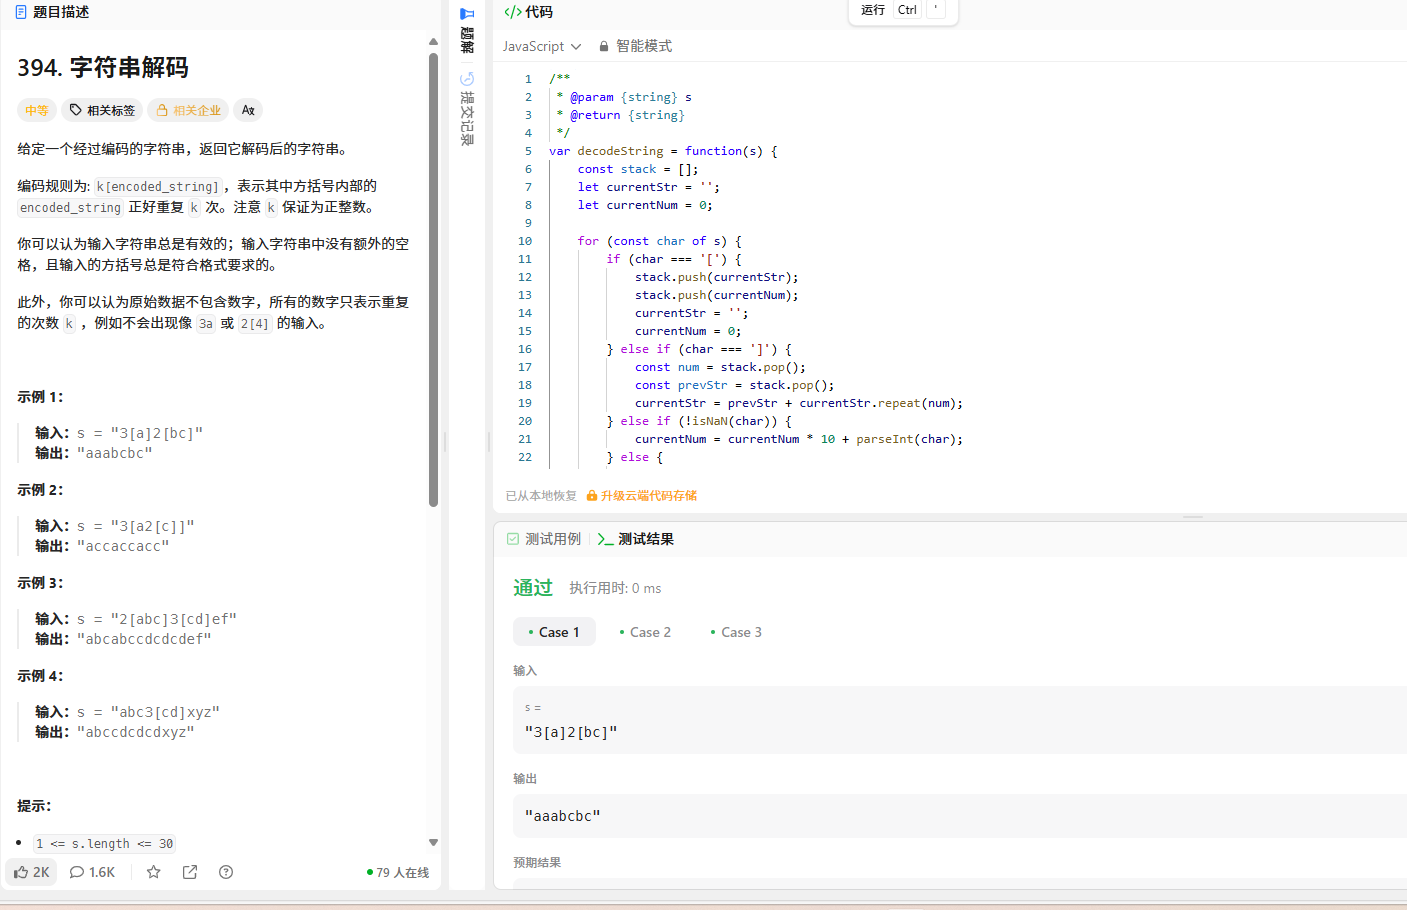 题目描述
394. 字符串解码
中等 相关标签 相关企业
给定一个经过编码的字符串，返回它解码后的字符串。
编码规则为: k[encoded_string]，表示其中方括号内部的
encoded_string 正好重复 k 次。注意 k 保证为正整数。
你可以认为输入字符串总是有效的；输入字符串中没有额外的空
格，且输入的方括号总是符合格式要求的。
此外，你可以认为原始数据不包含数字，所有的数字只表示重复
的次数 k ，例如不会出现像 3a 或 2[4] 的输入。
示例 1：
输入：s = "3[a]2[bc]"
输出："aaabcbc"
示例 2：
输入：s = "3[a2[c]]"
输出："accaccacc"
示例 3：
输入：s = "2[abc]3[cd]ef"
输出："abcabccdcdcdef"
示例 4：
输入：s = "abc3[cd]xyz"
输出："abccdcdcdxyz"
提示：
1 <= s.length <= 30
2K 1.6K 79 人在线
题解
提交记录
</> 代码
运行 Ctrl '
JavaScript 智能模式
1 /**
2 * @param {string} s
3 * @return {string}
4 */
5 var decodeString = function(s) {
6 const stack = [];
7 let currentStr = '';
8 let currentNum = 0;
9
10 for (const char of s) {
11 if (char === '[') {
12 stack.push(currentStr);
13 stack.push(currentNum);
14 currentStr = '';
15 currentNum = 0;
16 } else if (char === ']') {
17 const num = stack.pop();
18 const prevStr = stack.pop();
19 currentStr = prevStr + currentStr.repeat(num);
20 } else if (!isNaN(char)) {
21 currentNum = currentNum * 10 + parseInt(char);
22 } else {
已从本地恢复 升级云端代码存储
测试用例 >_ 测试结果
通过 执行用时: 0 ms
Case 1 Case 2 Case 3
输入
s =
"3[a]2[bc]"
输出
"aaabcbc"
预期结果